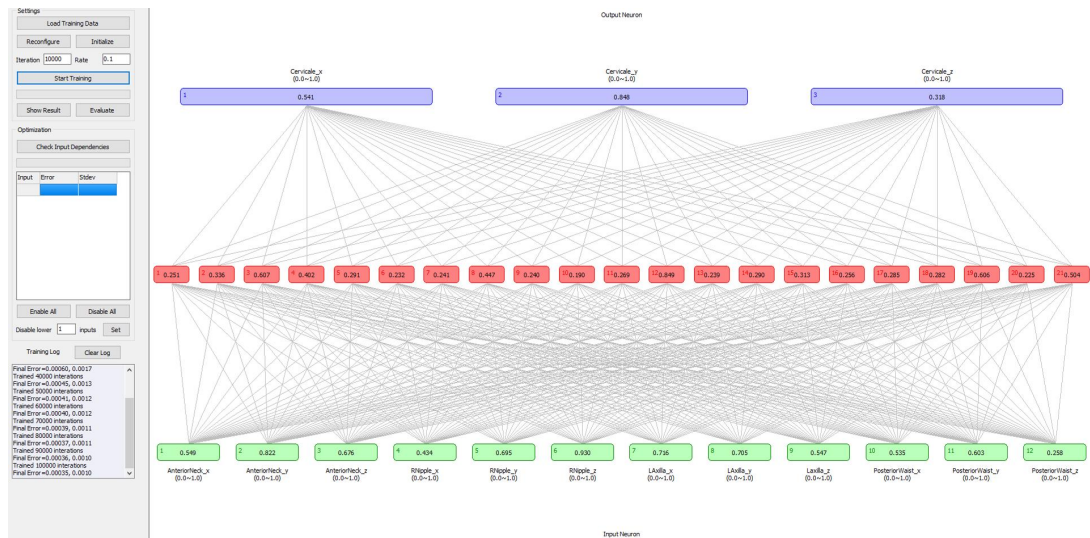 Settings
Load Training Data
Reconfigure Initialize
Iteration 10000 Rate 0.1
Start Training
Show Result Evaluate
Optimization
Check Input Dependencies
Input Error Stdev
Enable All Disable All
Disable lower 1 inputs Set
Training Log Clear Log
Final Error=0.00060, 0.0017
Trained 40000 interations
Final Error=0.00045, 0.0013
Trained 50000 interations
Final Error=0.00041, 0.0012
Trained 60000 interations
Final Error=0.00040, 0.0012
Trained 70000 interations
Final Error=0.00039, 0.0011
Trained 80000 interations
Final Error=0.00037, 0.0011
Trained 90000 interations
Final Error=0.00036, 0.0010
Trained 100000 interations
Final Error=0.00035, 0.0010
Output Neuron
Cervicale_x Cervicale_y Cervicale_z
(0.0~1.0) (0.0~1.0) (0.0~1.0)
1 0.541 2 0.848 3 0.318
1 0.251 2 0.336 3 0.607 4 0.402 5 0.291 6 0.232 7 0.241 8 0.447 9 0.240 10 0.190 11 0.269 12 0.849 13 0.239 14 0.290 15 0.313 16 0.256 17 0.285 18 0.282 19 0.606 20 0.225 21 0.504
1 0.549 2 0.822 3 0.676 4 0.434 5 0.695 6 0.930 7 0.716 8 0.705 9 0.547 10 0.535 11 0.603 12 0.258
AnteriorNeck_x AnteriorNeck_y AnteriorNeck_z RNipple_x RNipple_y RNipple_z LAxilla_x LAxilla_y Laxilla_z PosteriorWaist_x PosteriorWaist_y PosteriorWaist_z
(0.0~1.0) (0.0~1.0) (0.0~1.0) (0.0~1.0) (0.0~1.0) (0.0~1.0) (0.0~1.0) (0.0~1.0) (0.0~1.0) (0.0~1.0) (0.0~1.0) (0.0~1.0)
Input Neuron